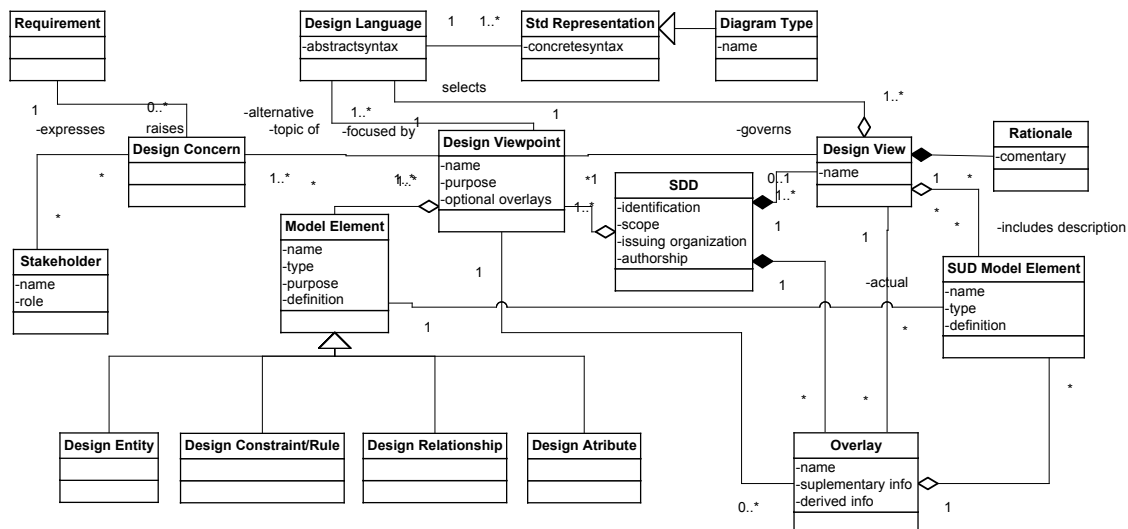 Requirement
Design Language
-abstractsyntax
1
1..*
Std Representation
-concretesyntax
Diagram Type
-name
selects
1
0..*
-alternative
1..*
1
1
1..*
-expresses
raises
-topic of
-focused by
-governs
Design Concern
Design Viewpoint
-name
-purpose
-optional overlays
Design View
-name
Rationale
-comentary
*
1..*
*
1..*
*1
0..1
1
*
SDD
-identification
-scope
-issuing organization
-authorship
1..*
1..*
*
*
*
Model Element
-name
-type
-purpose
-definition
1
1
-includes description
Stakeholder
-name
-role
1
1
-actual
SUD Model Element
-name
-type
-definition
1
*
*
*
*
Design Entity
Design Constraint/Rule
Design Relationship
Design Atribute
Overlay
-name
-suplementary info
-derived info
0..*
1